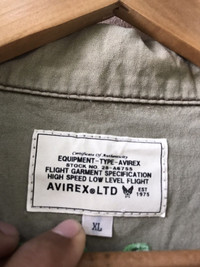 Certificate Of Authenticity
EQUIPMENT-TYPE-AVIREX
STOCK NO. 28-A6755
FLIGHT GARMENT SPECIFICATION
HIGH SPEED LOW LEVEL FLIGHT
AVIREX LTD EST 1975
XL